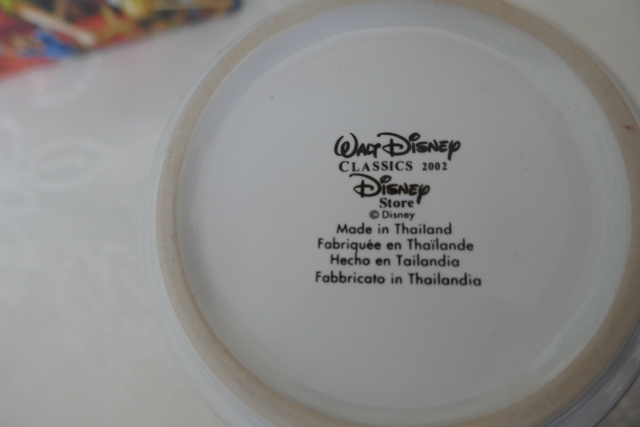 Walt Disney
Classics 2002
Disney
Store
© Disney
Made in Thailand
Fabriquée en Thaïlande
Hecho en Tailandia
Fabbricato in Thailandia